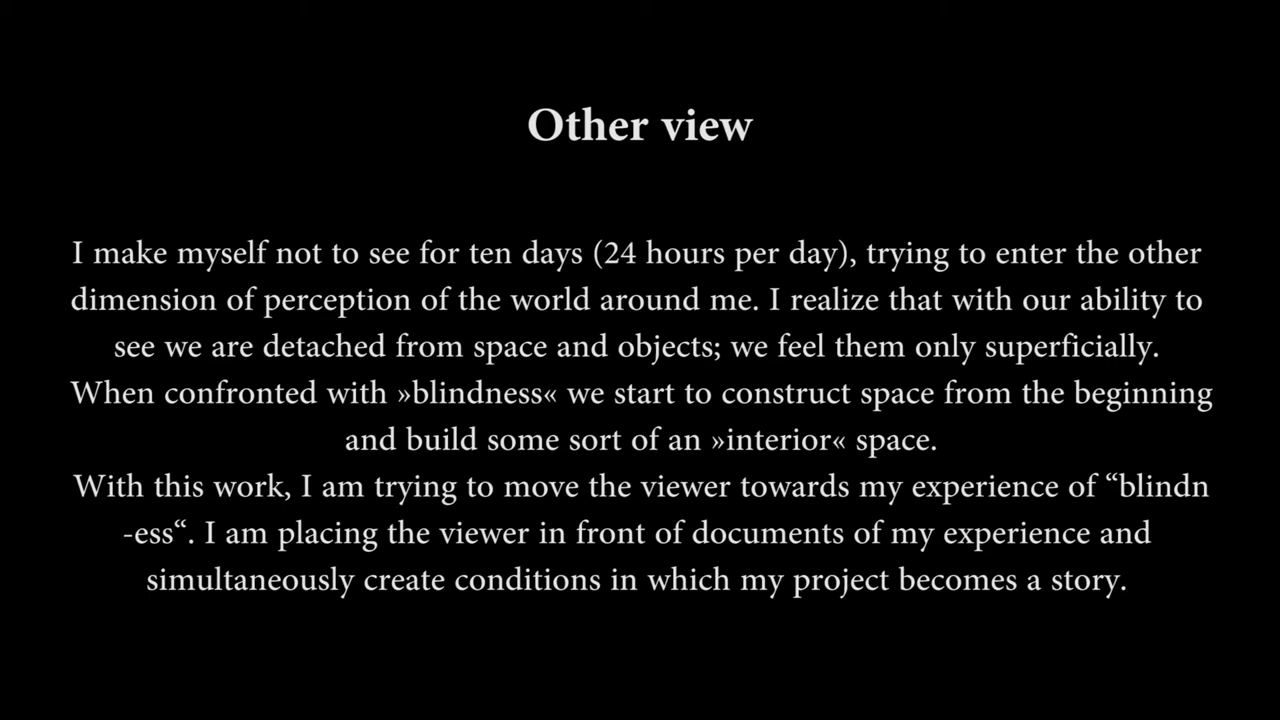 Other view
I make myself not to see for ten days (24 hours per day), trying to enter the other
dimension of perception of the world around me. I realize that with our ability to
see we are detached from space and objects; we feel them only superficially.
When confronted with »blindness« we start to construct space from the beginning
and build some sort of an »interior« space.
With this work, I am trying to move the viewer towards my experience of “blindn
-ess“. I am placing the viewer in front of documents of my experience and
simultaneously create conditions in which my project becomes a story.